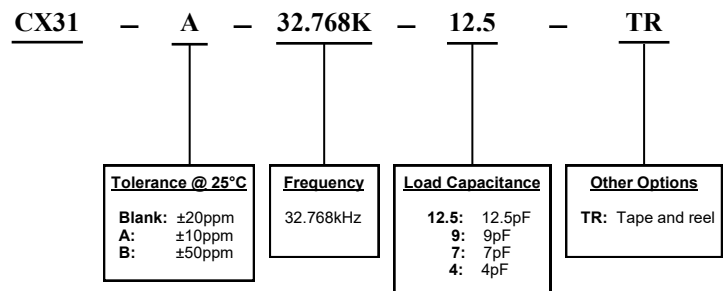 CX31 – A – 32.768K – 12.5 – TR
Tolerance @ 25°C
Blank: ±20ppm
A: ±10ppm
B: ±50ppm
Frequency
32.768kHz
Load Capacitance
12.5: 12.5pF
9: 9pF
7: 7pF
4: 4pF
Other Options
TR: Tape and reel